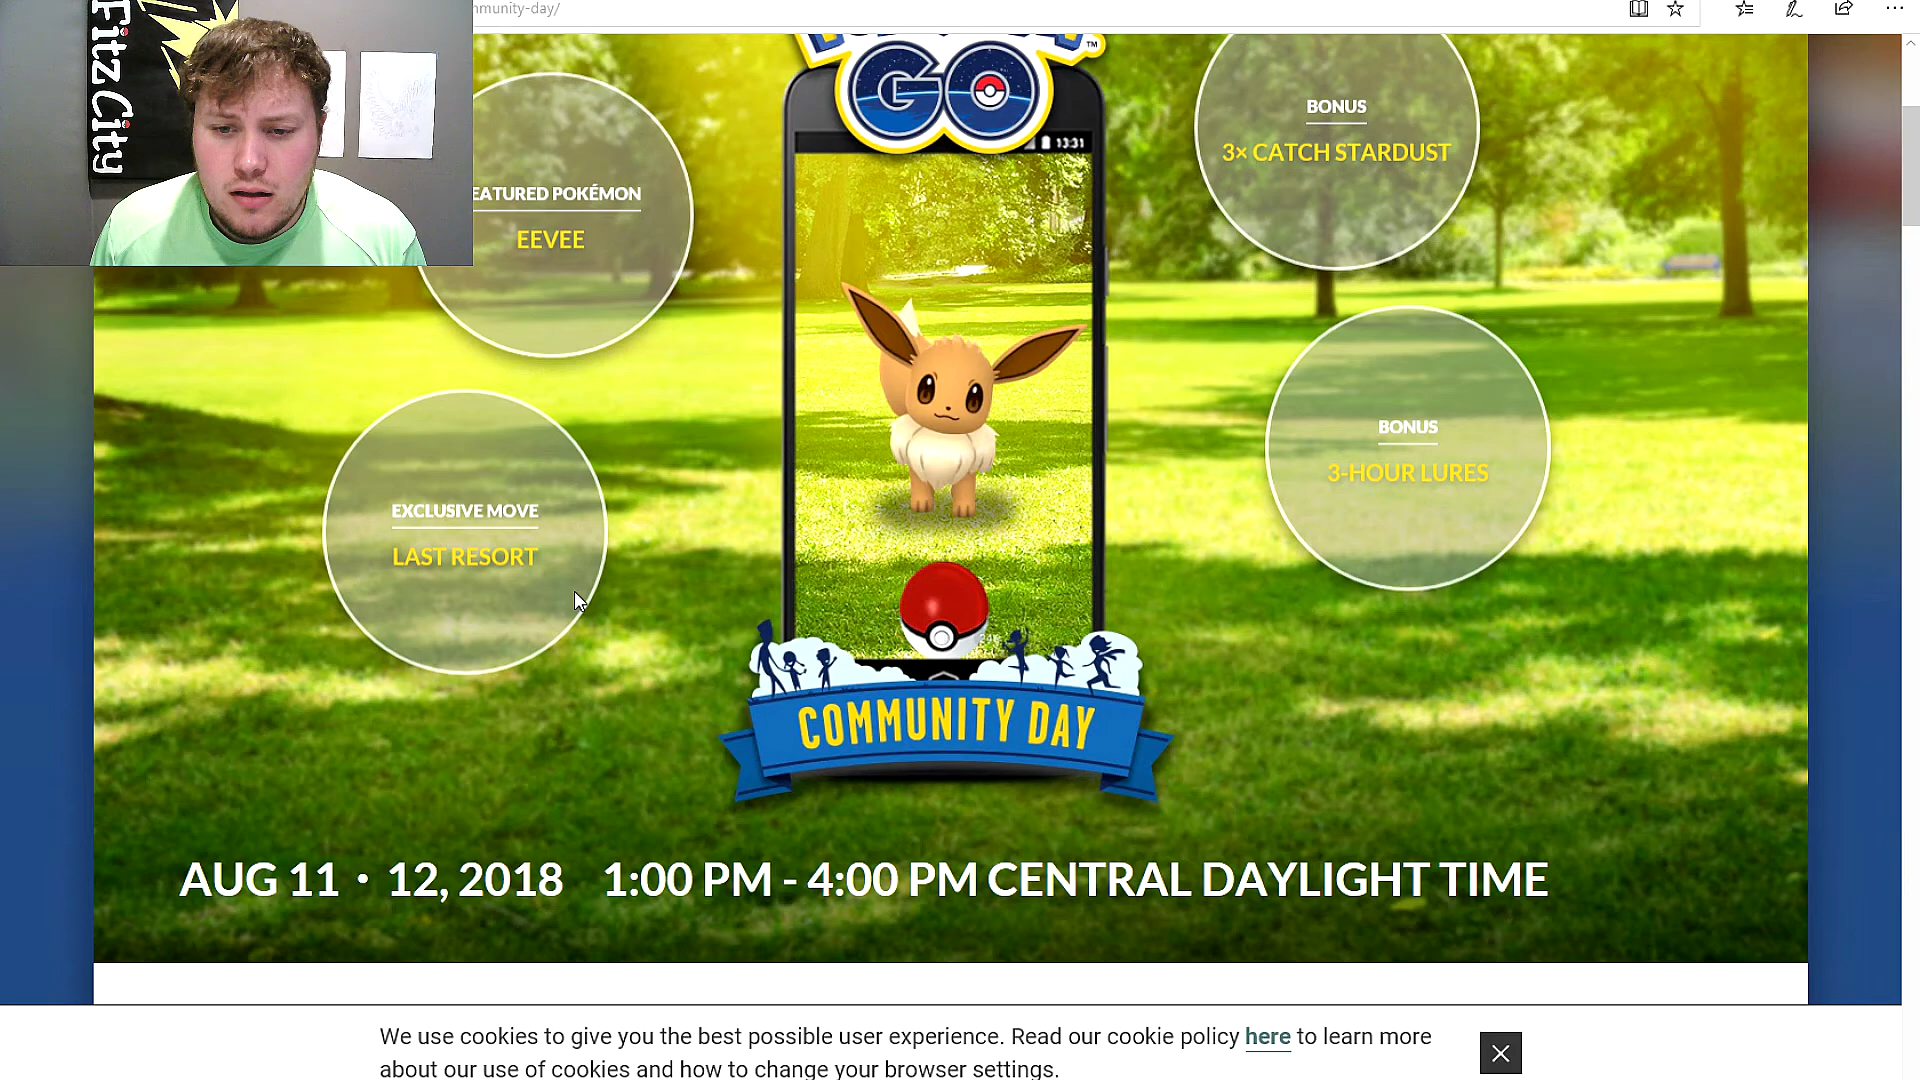 mmunity-day/
Fitz City
GO
TM
13:31
EATURED POKÉMON
EEVEE
BONUS
3× CATCH STARDUST
EXCLUSIVE MOVE
LAST RESORT
BONUS
3-HOUR LURES
COMMUNITY DAY
AUG 11 · 12, 2018 1:00 PM - 4:00 PM CENTRAL DAYLIGHT TIME
We use cookies to give you the best possible user experience. Read our cookie policy here to learn more
about our use of cookies and how to change your browser settings.